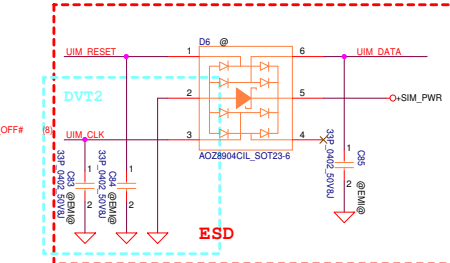 D6 @
UIM_RESET
1
6
UIM_DATA
DVT2
2
5
+SIM_PWR
OFF#
(8)
UIM_CLK
3
4
AOZ8904CIL_SOT23-6
33P_0402_50V8J
C83 @EMI@
1
2
33P_0402_50V8J
C84 @EMI@
1
2
33P_0402_50V8J
C85
1
2
@EMI@
ESD